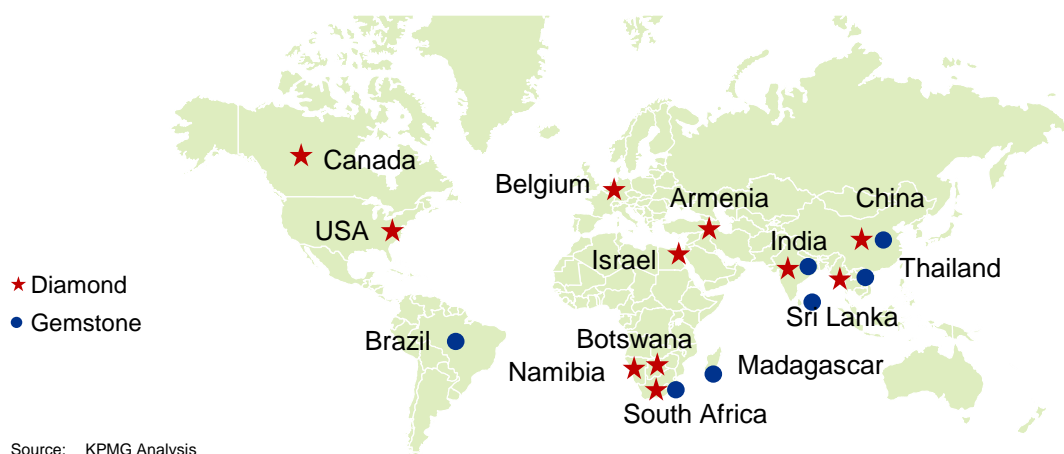 Canada
Belgium
Armenia
China
USA
India
Israel
Thailand
Diamond
Gemstone
Sri Lanka
Brazil
Botswana
Namibia
Madagascar
South Africa
Source: KPMG Analysis